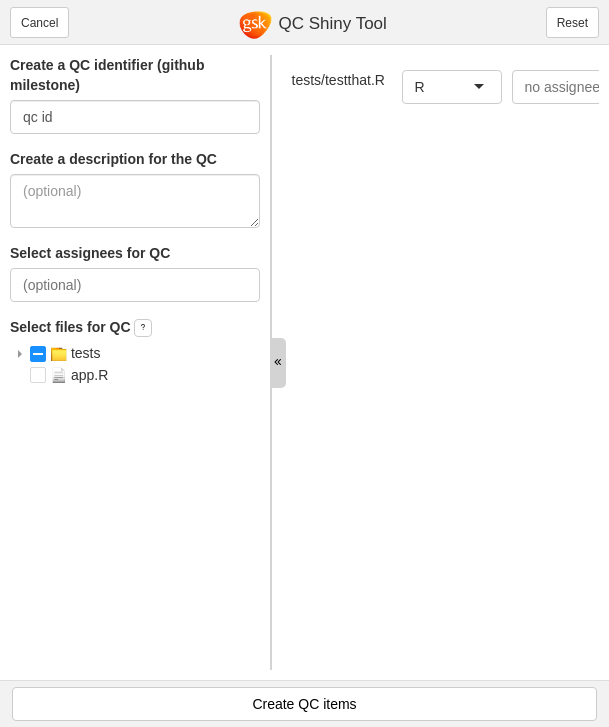 Cancel
gsk QC Shiny Tool
Reset
Create a QC identifier (github
milestone)
qc id
Create a description for the QC
(optional)
Select assignees for QC
(optional)
Select files for QC ?
tests
app.R
«
tests/testthat.R
R
no assignee
Create QC items